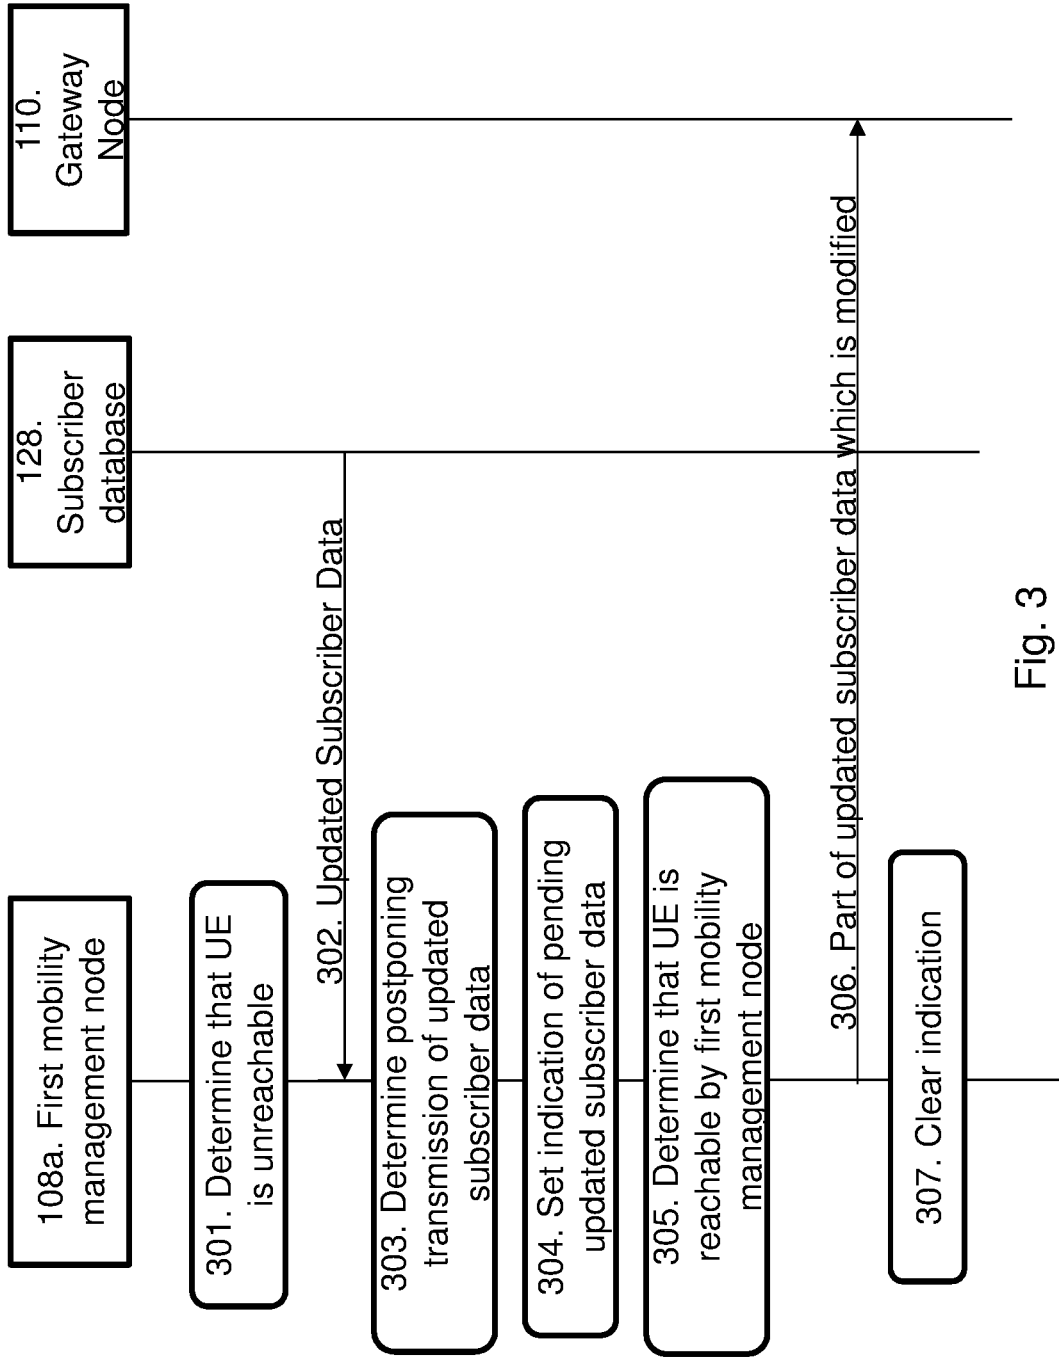 108a. First mobility
management node
128.
Subscriber
database
110.
Gateway
Node
301. Determine that UE
is unreachable
302. Updated Subscriber Data
303. Determine postponing
transmission of updated
subscriber data
304. Set indication of pending
updated subscriber data
305. Determine that UE is
reachable by first mobility
management node
306. Part of updated subscriber data which is modified
307. Clear indication
Fig. 3